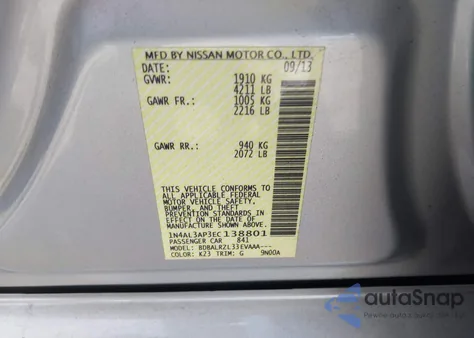 MFD BY NISSAN MOTOR CO., LTD.
DATE: 09/13
GVWR: 1910 KG
4211 LB
GAWR FR.: 1005 KG
2216 LB
GAWR RR.: 940 KG
2072 LB
THIS VEHICLE CONFORMS TO ALL
APPLICABLE FEDERAL MOTOR VEHICLE SAFETY,
BUMPER, AND THEFT PREVENTION
STANDARDS IN EFFECT ON THE DATE
OF MANUFACTURE SHOWN ABOVE.
1N4AL3AP3EC138801
PASSENGER CAR 841
MODEL: BDBALRZL33EVAAA---
COLOR: K23 TRIM: G 9N00A
autoSnap